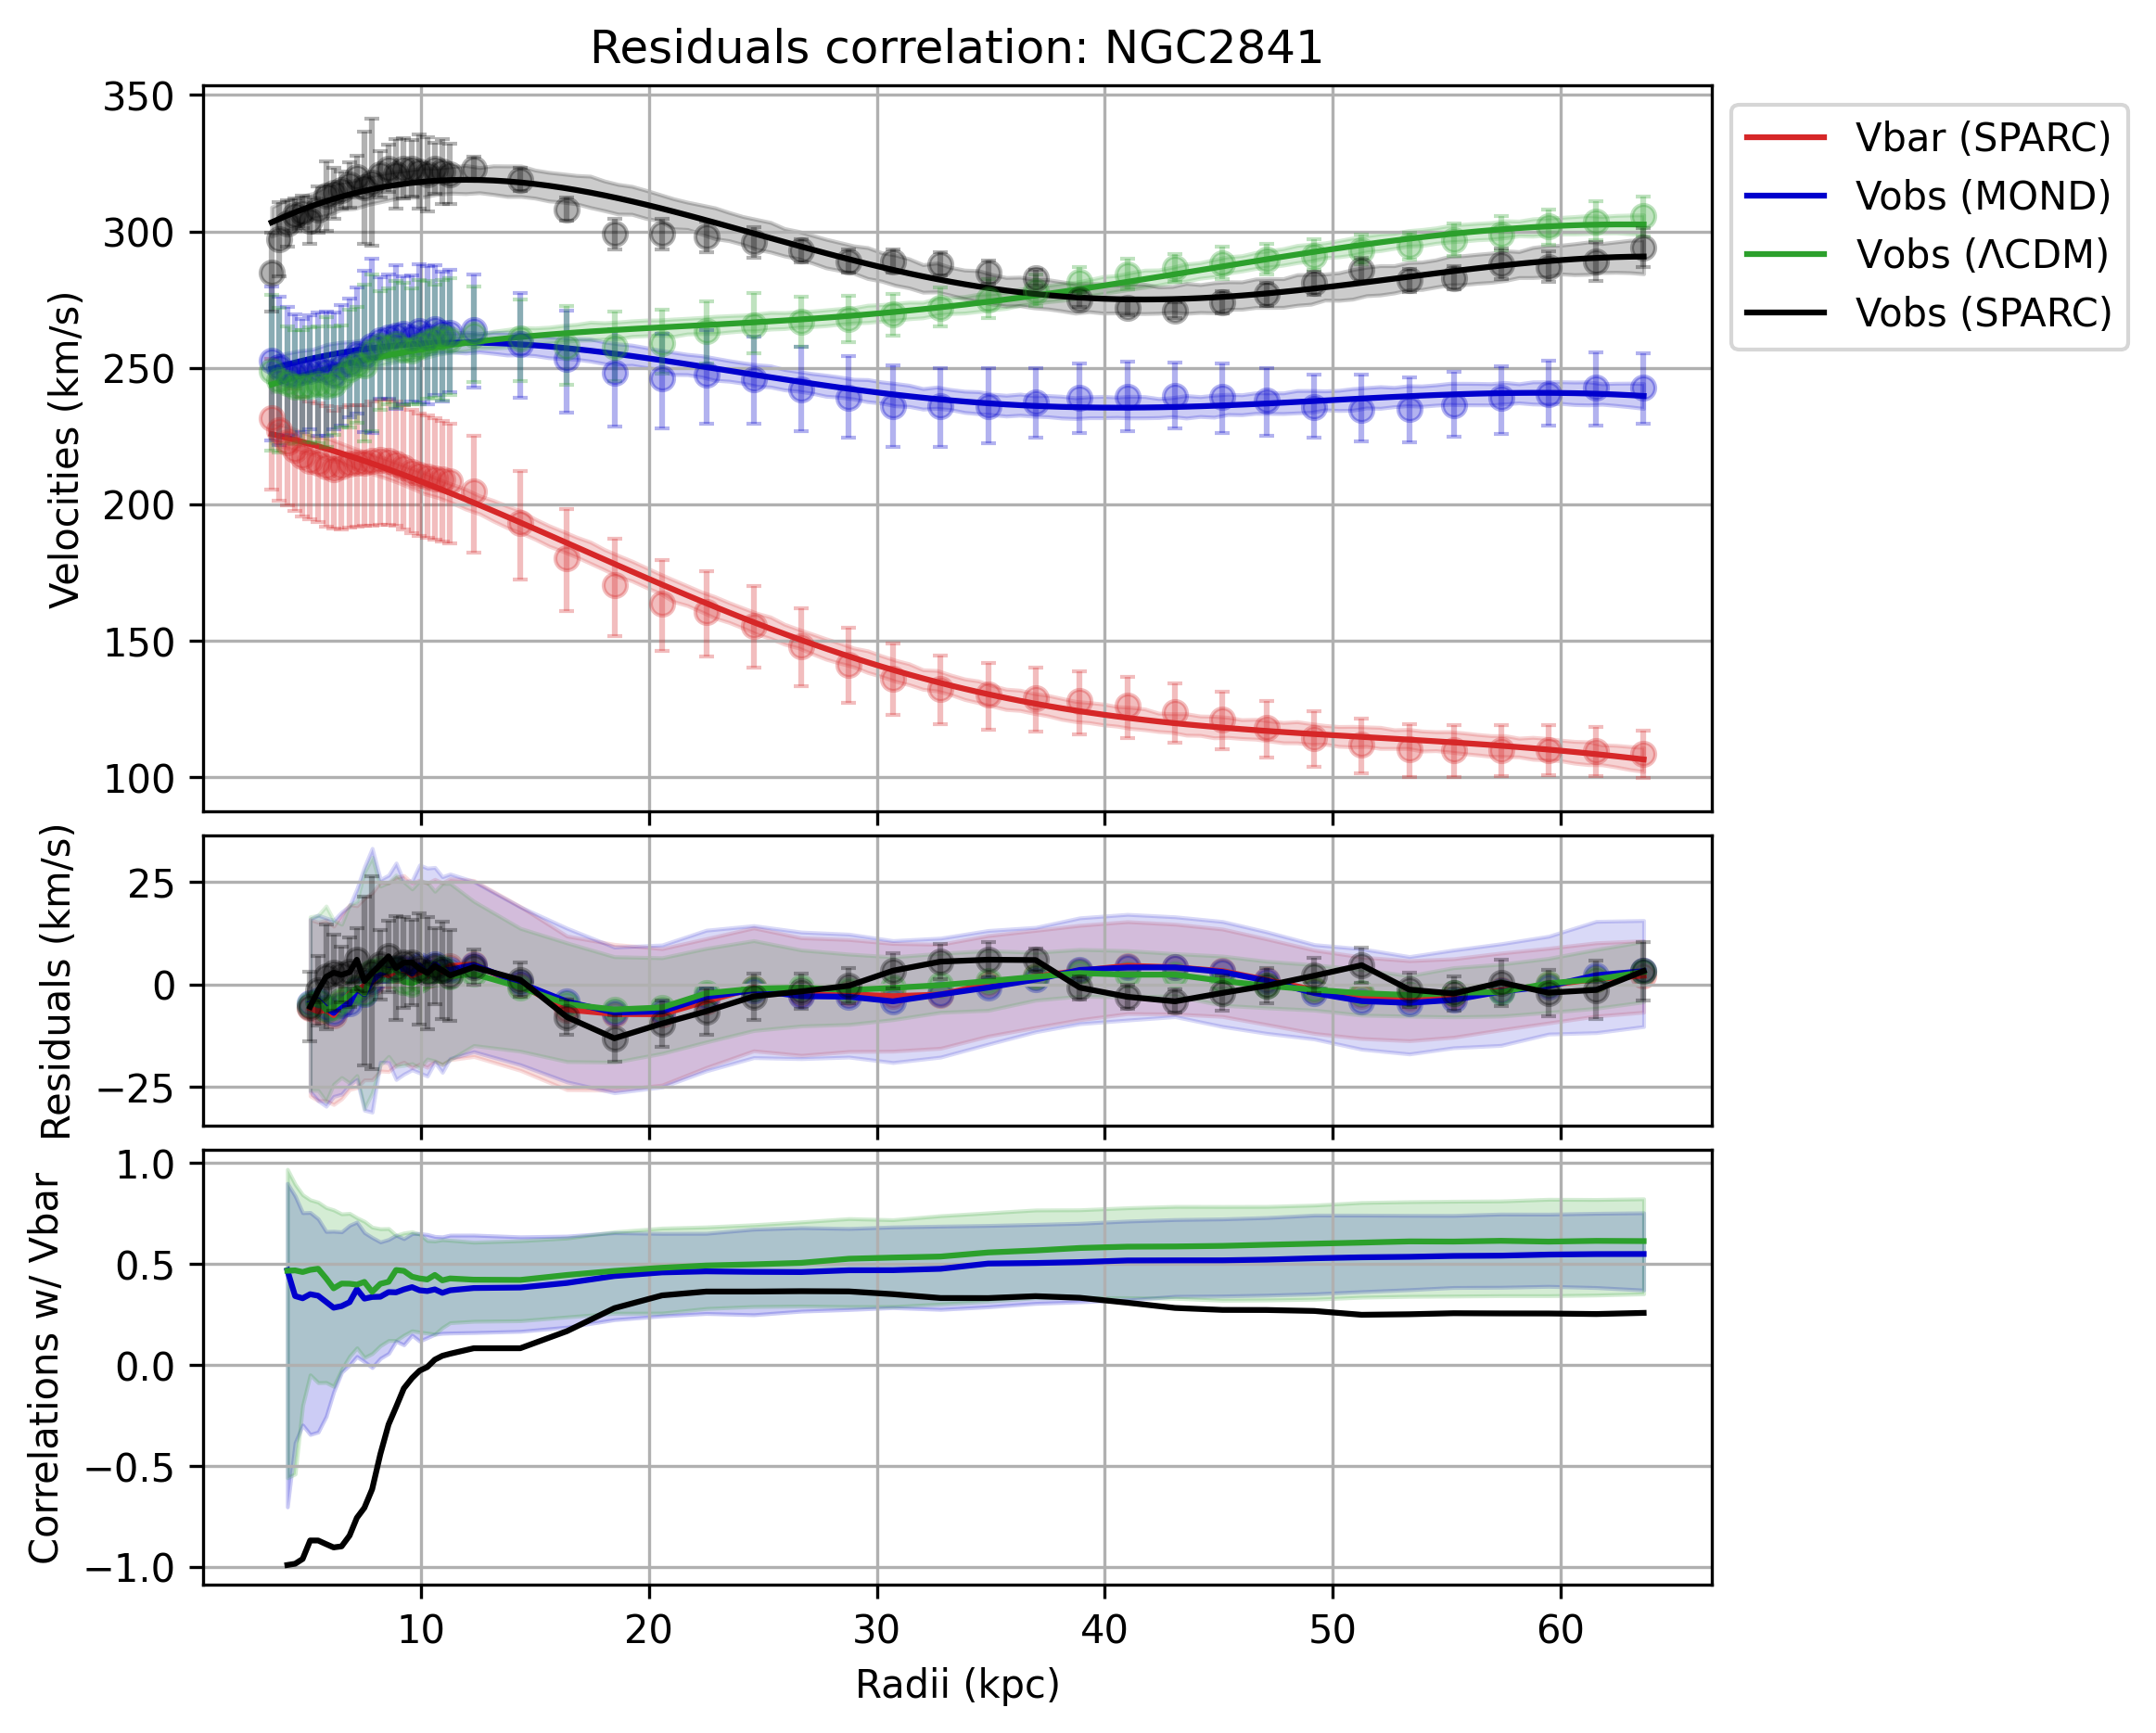 Residuals correlation: NGC2841
Velocities (km/s)
350
300
250
200
150
100
Vbar (SPARC)
Vobs (MOND)
Vobs (ΛCDM)
Vobs (SPARC)
Residuals (km/s)
25
0
−25
Correlations w/ Vbar
1.0
0.5
0.0
−0.5
−1.0
10 20 30 40 50 60
Radii (kpc)